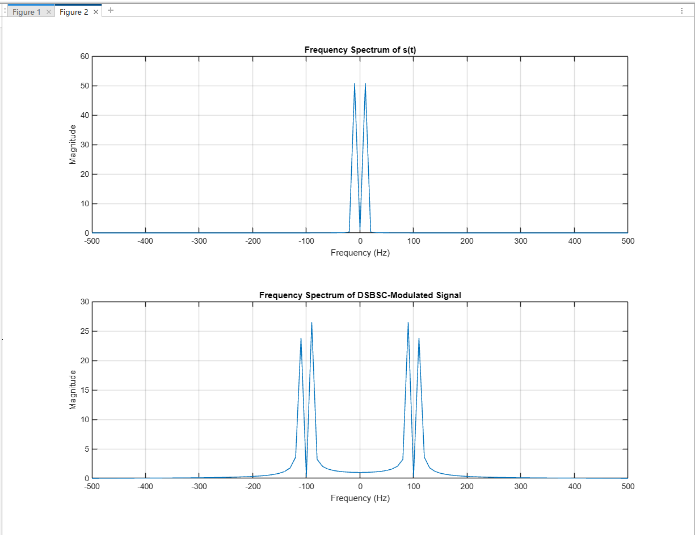 Figure 1 × Figure 2 × +
Frequency Spectrum of s(t)
60
50
40
30
20
10
0
Magnitude
-500 -400 -300 -200 -100 0 100 200 300 400 500
Frequency (Hz)
Frequency Spectrum of DSBSC-Modulated Signal
30
25
20
15
10
5
0
Magnitude
-500 -400 -300 -200 -100 0 100 200 300 400 500
Frequency (Hz)